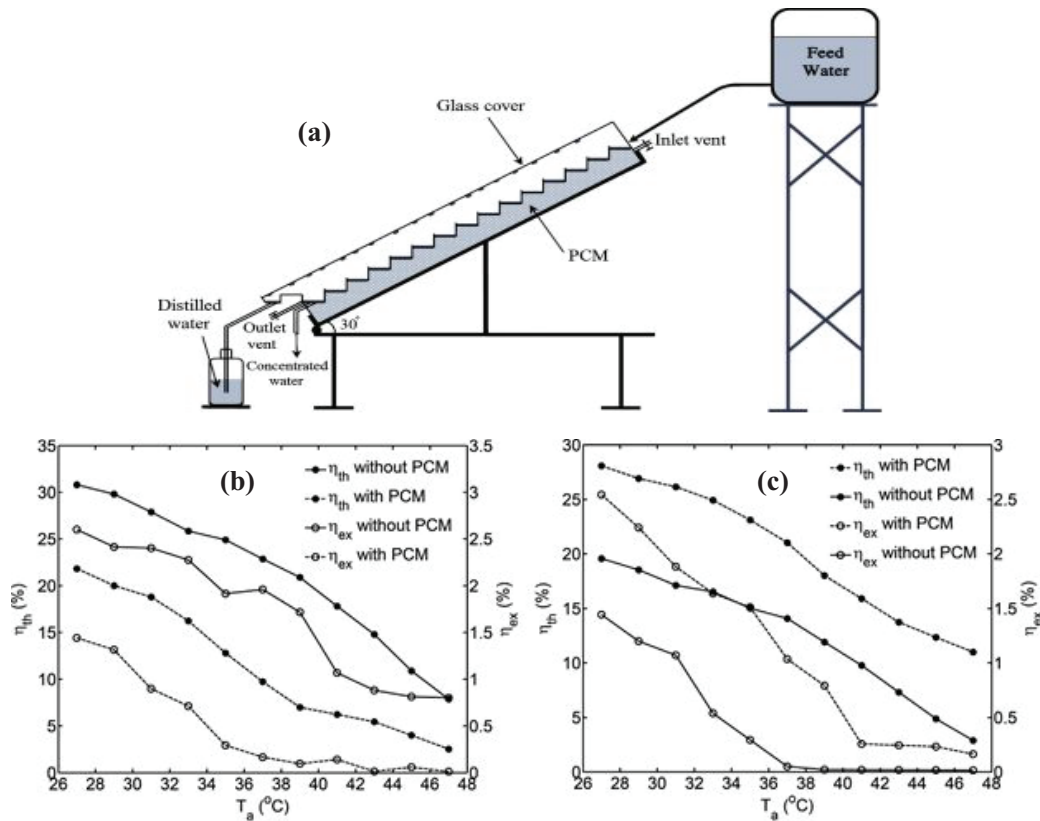 (a)
Feed
Water
Glass cover
Inlet vent
PCM
Distilled
water
Outlet
vent
Concentrated
water
30°
(b)
η_th without PCM
η_th with PCM
η_ex without PCM
η_ex with PCM
η_th (%)
35
30
25
20
15
10
5
0
η_ex (%)
3.5
3
2.5
2
1.5
1
0.5
0
26 28 30 32 34 36 38 40 42 44 46 48
T_a (°C)
(c)
η_th with PCM
η_th without PCM
η_ex with PCM
η_ex without PCM
η_th (%)
30
25
20
15
10
5
0
η_ex (%)
3
2.5
2
1.5
1
0.5
0
26 28 30 32 34 36 38 40 42 44 46 48
T_a (°C)